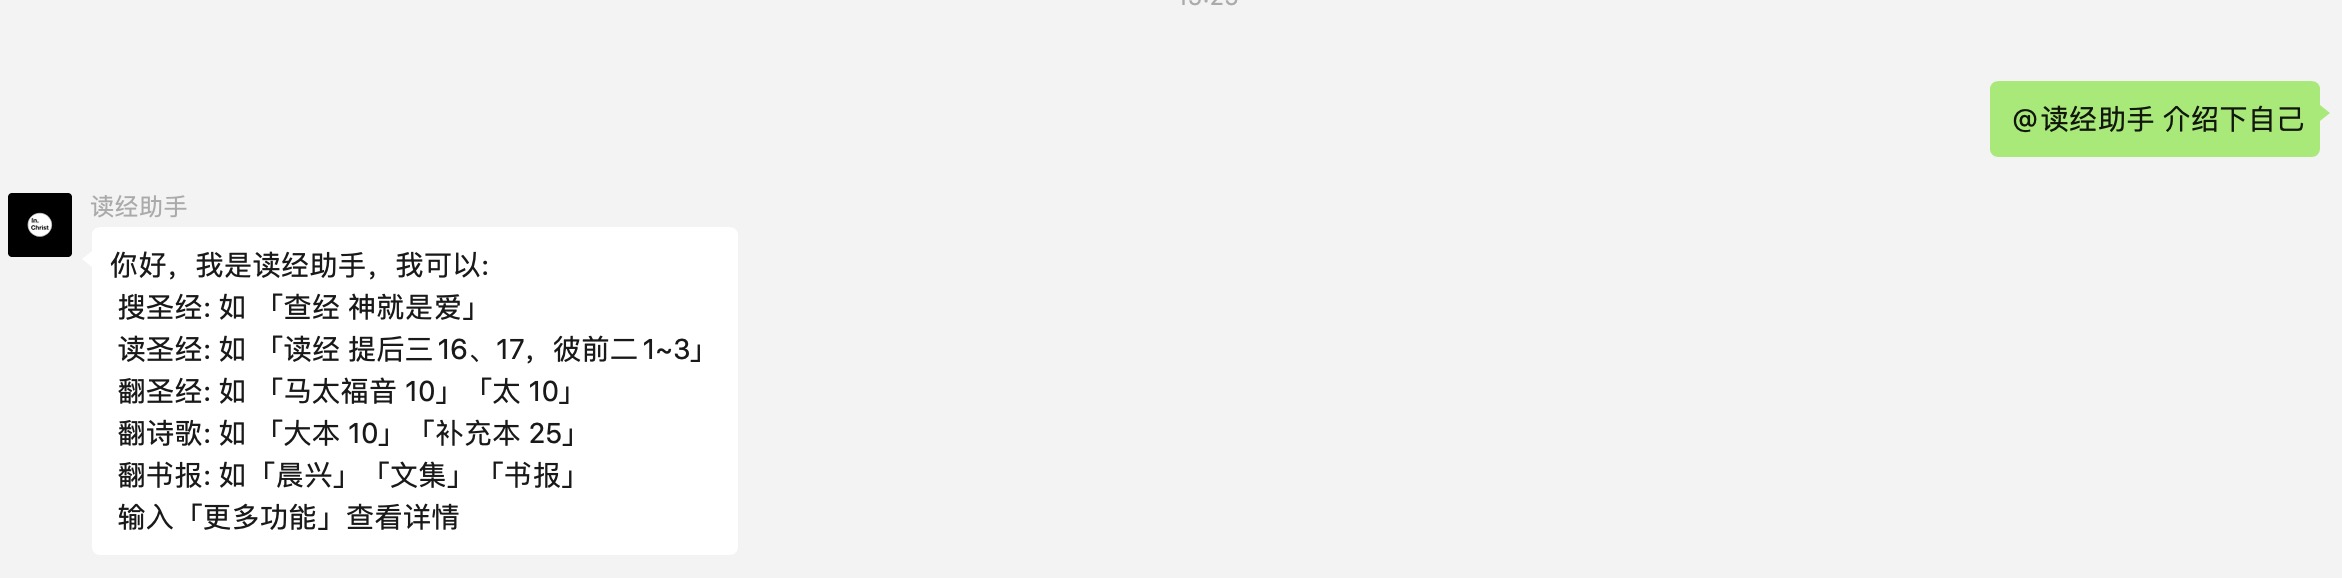 @读经助手 介绍下自己
读经助手
In.
Christ
你好，我是读经助手，我可以:
搜圣经: 如 「查经 神就是爱」
读圣经: 如 「读经 提后三16、17，彼前二1~3」
翻圣经: 如 「马太福音 10」「太 10」
翻诗歌: 如 「大本 10」「补充本 25」
翻书报: 如「晨兴」「文集」「书报」
输入「更多功能」查看详情